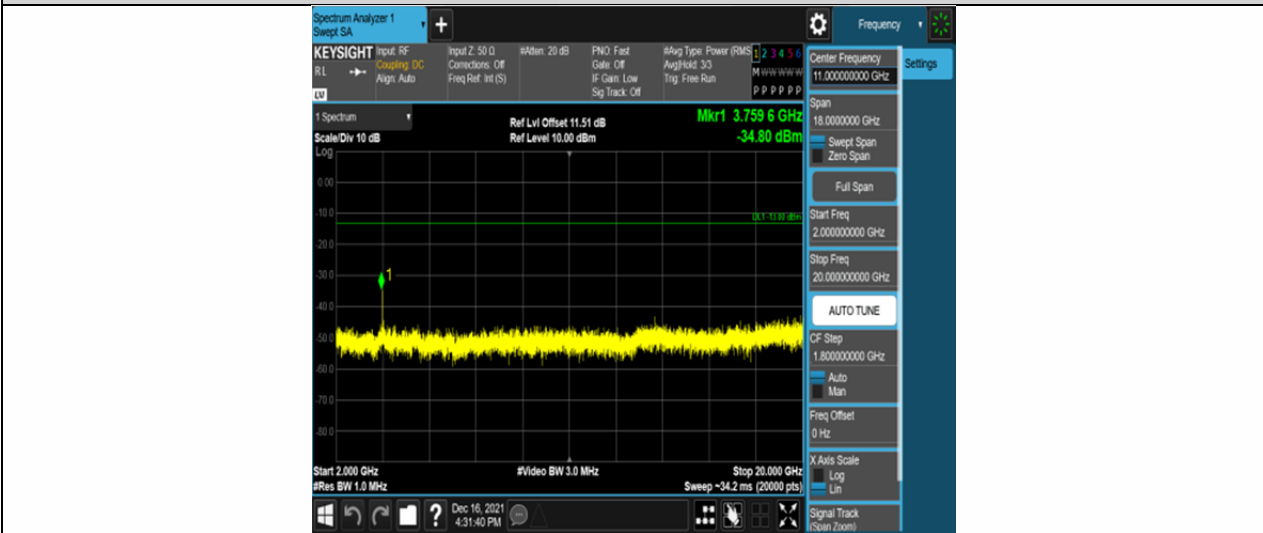 Spectrum Analyzer 1
Swept SA
+
Frequency
KEYSIGHT
RL
LV
Input: RF
Coupling: DC
Align: Auto
Input Z: 50 Ω
Corrections: Off
Freq Ref: Int (S)
#Atten: 20 dB
PNO: Fast
Gate: Off
IF Gain: Low
Sig Track: Off
#Avg Type: Power (RMS
Avg|Hold: 3/3
Trig: Free Run
1 2 3 4 5 6
M W W W W W
P P P P P P
Center Frequency
11.000000000 GHz
Settings
Span
18.0000000 GHz
Swept Span
Zero Span
Full Span
Start Freq
2.000000000 GHz
Stop Freq
20.000000000 GHz
AUTO TUNE
CF Step
1.800000000 GHz
Auto
Man
Freq Offset
0 Hz
X Axis Scale
Log
Lin
Signal Track
(Span Zoom)
1 Spectrum
Scale/Div 10 dB
Log
Ref Lvl Offset 11.51 dB
Ref Level 10.00 dBm
Mkr1 3.759 6 GHz
-34.80 dBm
0.00
-10.0
DL1 -13.00 dBm
-20.0
-30.0
1
-40.0
-50.0
-60.0
-70.0
-80.0
Start 2.000 GHz
#Res BW 1.0 MHz
#Video BW 3.0 MHz
Stop 20.000 GHz
Sweep ~34.2 ms (20000 pts)
?
Dec 16, 2021
4:31:40 PM